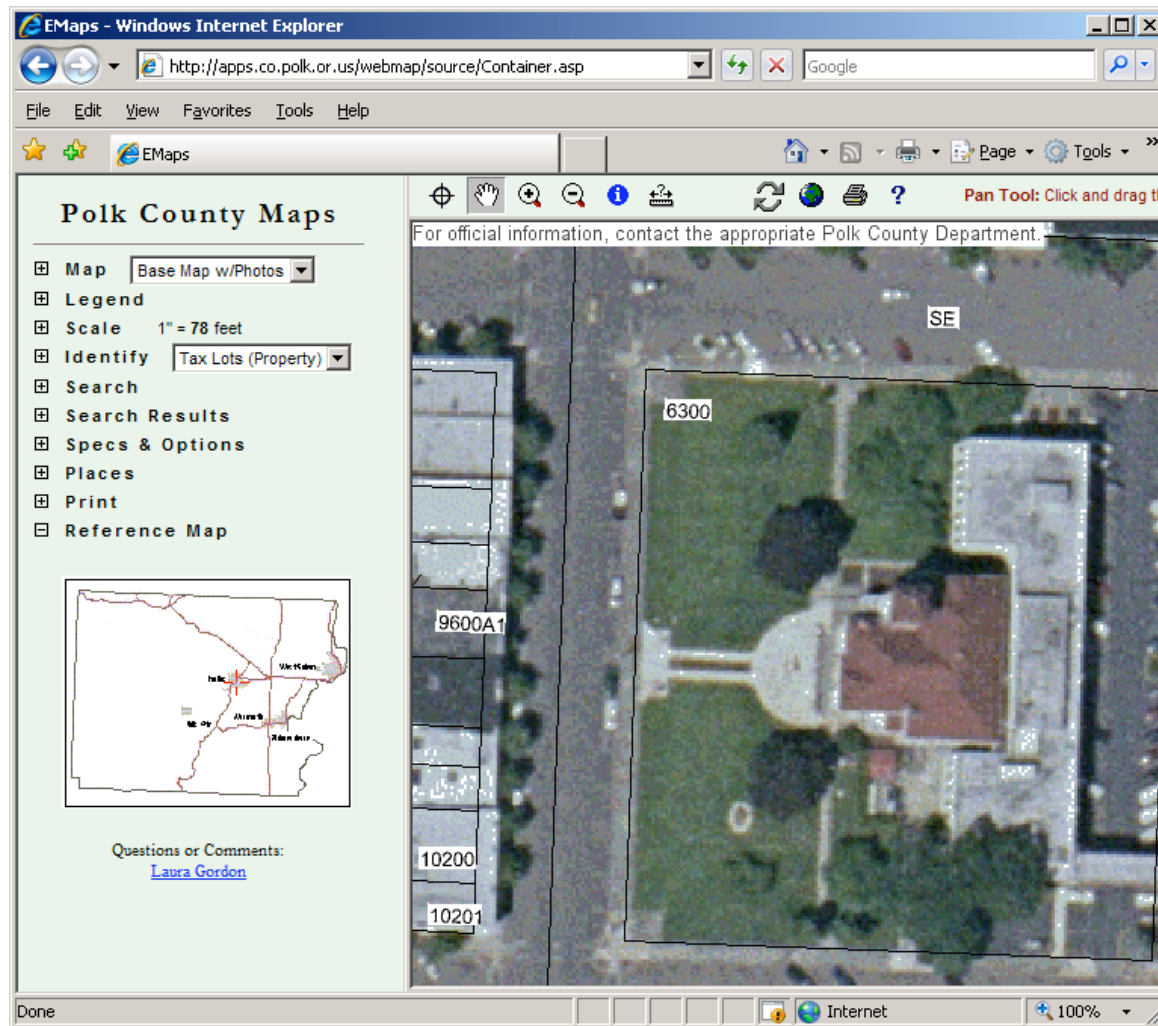 EMaps - Windows Internet Explorer
http://apps.co.polk.or.us/webmap/source/Container.asp
Google
File Edit View Favorites Tools Help
EMaps
Page Tools »
Polk County Maps
Map Base Map w/Photos
Legend
Scale 1" = 78 feet
Identify Tax Lots (Property)
Search
Search Results
Specs & Options
Places
Print
Reference Map
Questions or Comments:
Laura Gordon
Pan Tool: Click and drag th
For official information, contact the appropriate Polk County Department.
SE
6300
9600A1
10200
10201
Done
Internet
100%